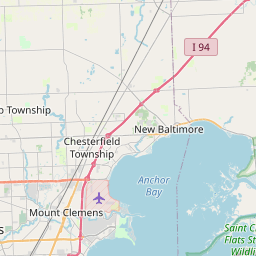 I 94
p Township
New Baltimore
Chesterfield
Township
Anchor
Bay
Mount Clemens
Saint C
Flats St
Wildli
s